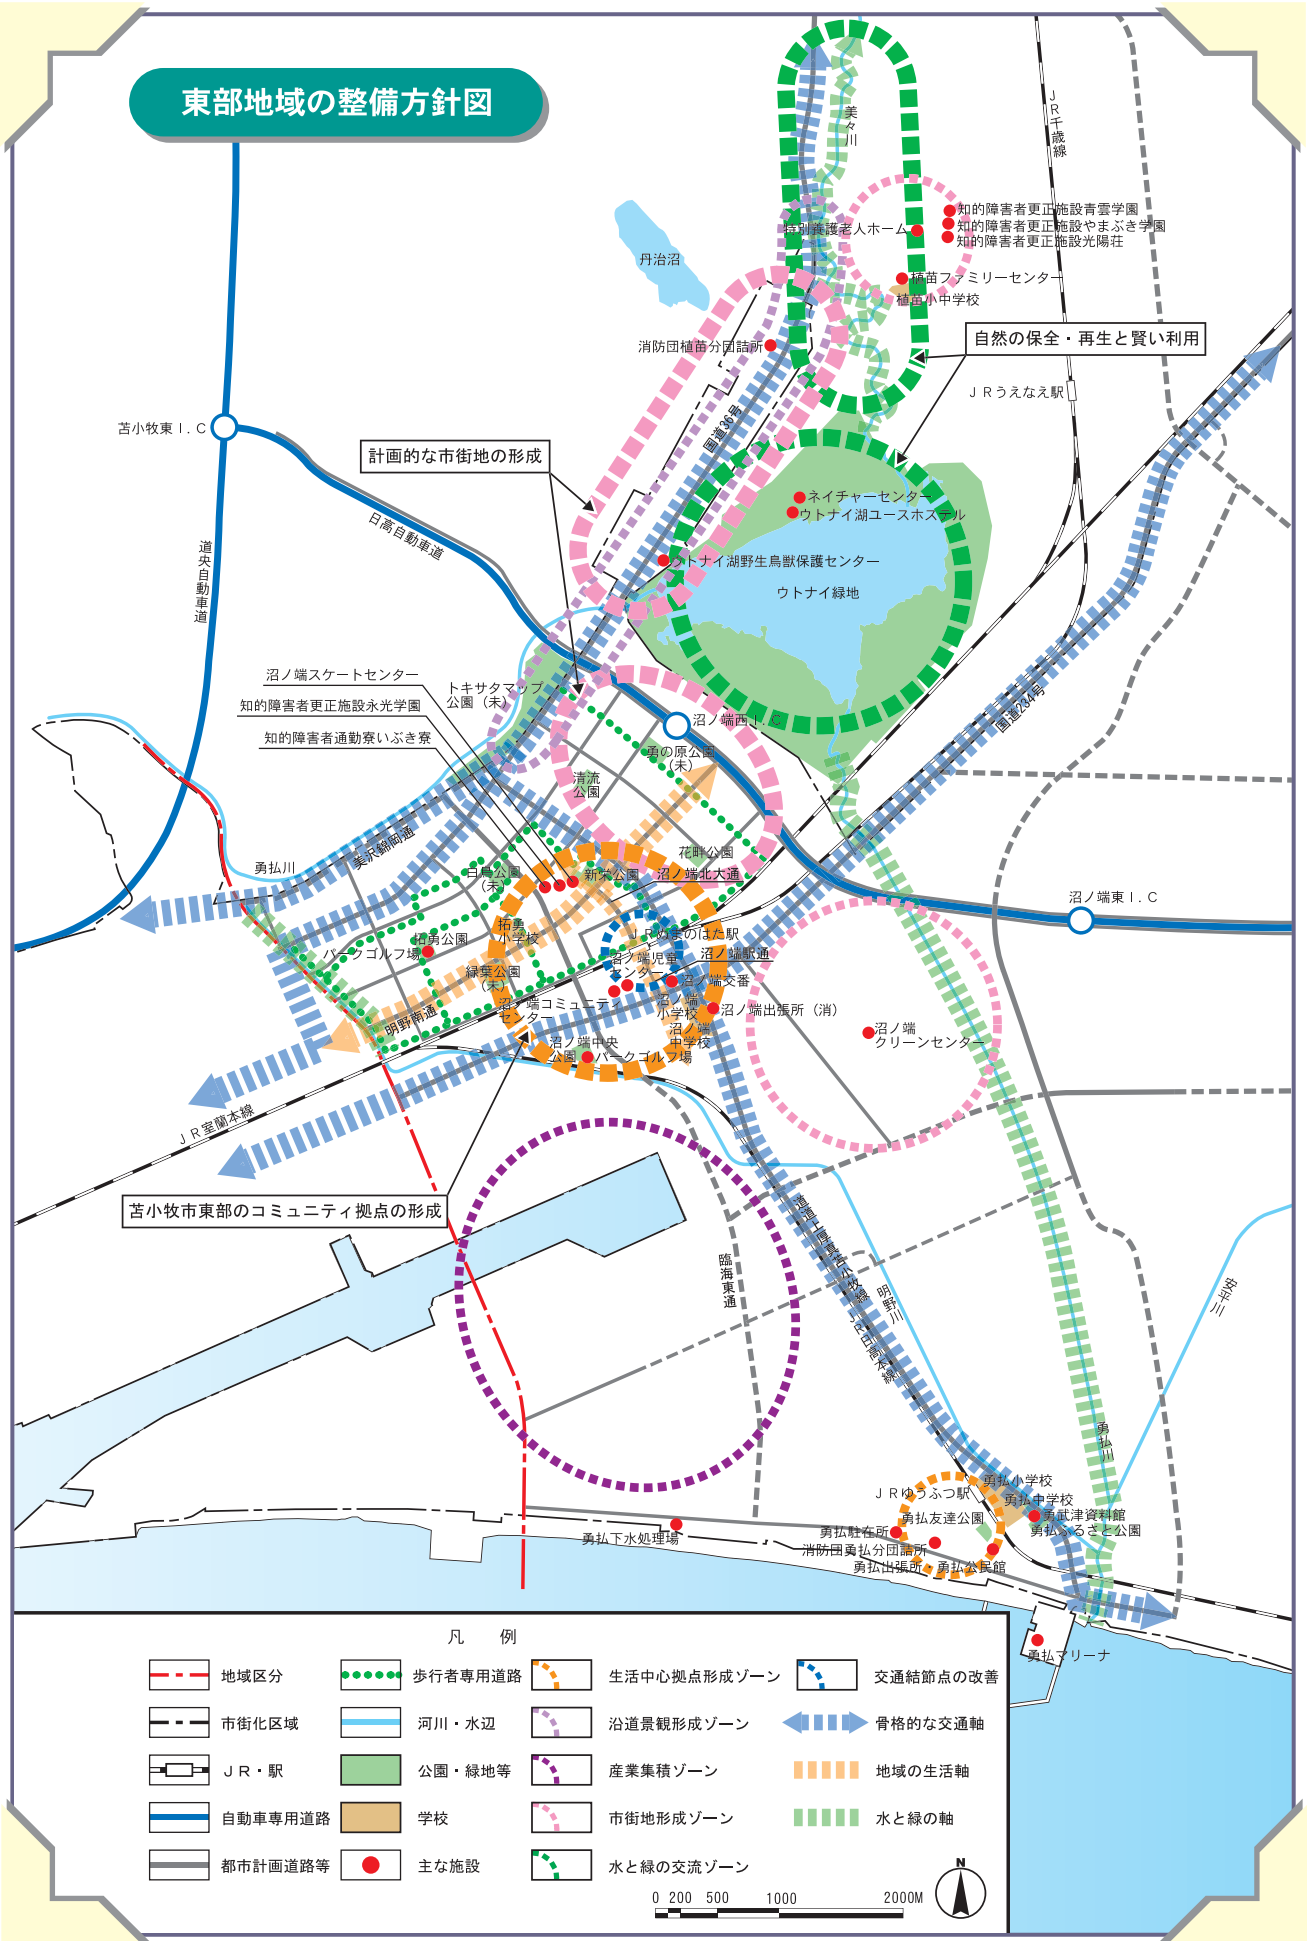 東部地域の整備方針図
美々川
JR千歳線
知的障害者更正施設青雲学園
知的障害者更正施設やまぶき学園
知的障害者更正施設光陽荘
特別養護老人ホーム
丹治沼
植苗ファミリーセンター
植苗小中学校
消防団植苗分団詰所
自然の保全・再生と賢い利用
JRうえなえ駅
国道36号
苫小牧東I.C
計画的な市街地の形成
日高自動車道
道央自動車道
ネイチャーセンター
ウトナイ湖ユースホステル
ウトナイ湖野生鳥獣保護センター
ウトナイ緑地
沼ノ端スケートセンター
トキサタマップ
公園(未)
知的障害者更正施設永光学園
知的障害者通勤寮いぶき寮
国道234号
沼ノ端西I.C
勇の原公園
(未)
清流
公園
美沢錦岡通
勇払川
花畔公園
白鳥公園
(未)
新栄公園
沼ノ端北大通
沼ノ端東I.C
拓勇
小学校
拓勇公園
パークゴルフ場
JRぬまのはた駅
沼ノ端駅通
沼ノ端児童
センター
緑葉公園
(未)
沼ノ端交番
沼ノ端コミュニティ
センター
沼ノ端
小学校
沼ノ端出張所(消)
明野南通
沼ノ端
中学校
沼ノ端中央
公園
パークゴルフ場
沼ノ端
クリーンセンター
JR室蘭本線
苫小牧市東部のコミュニティ拠点の形成
臨海東通
道道上厚真苫小牧線
JR日高本線
明野川
安平川
勇払川
JRゆうふつ駅
勇払小学校
勇払中学校
勇武津資料館
勇払ふるさと公園
勇払友達公園
勇払駐在所
消防団勇払分団詰所
勇払出張所・勇払公民館
勇払下水処理場
勇払マリーナ
凡 例
地域区分
歩行者専用道路
生活中心拠点形成ゾーン
交通結節点の改善
市街化区域
河川・水辺
沿道景観形成ゾーン
骨格的な交通軸
JR・駅
公園・緑地等
産業集積ゾーン
地域の生活軸
自動車専用道路
学校
市街地形成ゾーン
水と緑の軸
都市計画道路等
主な施設
水と緑の交流ゾーン
N
0 200 500 1000 2000M